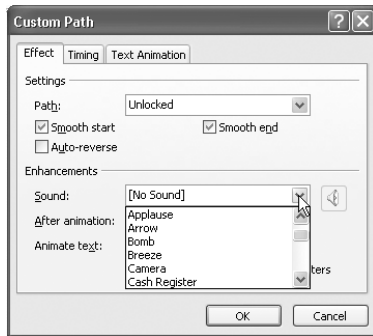 Custom Path
Effect Timing Text Animation
Settings
Path: Unlocked
Smooth start Smooth end
Auto-reverse
Enhancements
Sound: [No Sound]
Applause
After animation: Arrow
Bomb
Animate text: Breeze
Camera
Cash Register
OK Cancel